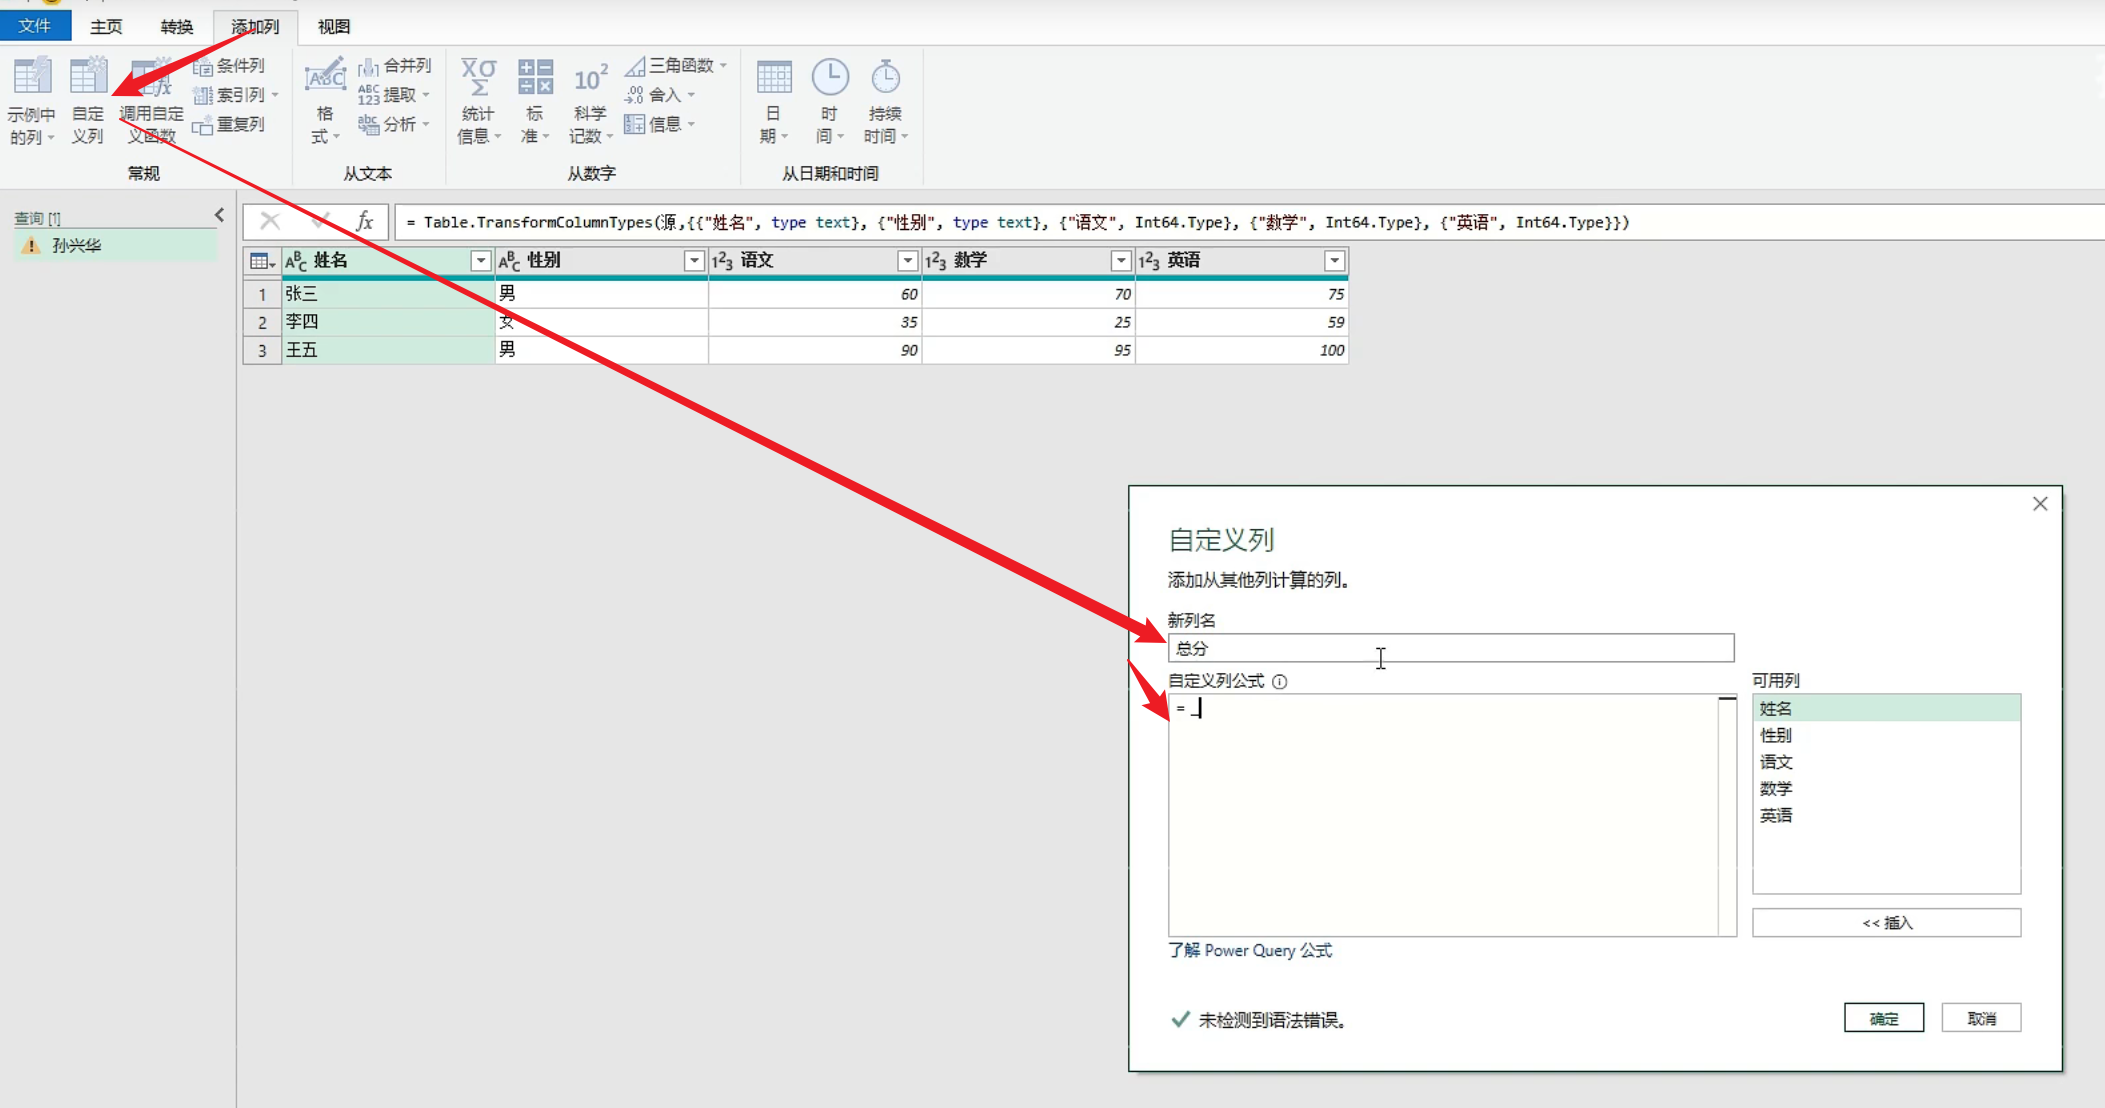 文件 主页 转换 添加列 视图
示例中的列 自定义列 调用自定义函数 条件列 索引列 重复列
格式 合并列 提取 分析
统计信息 标准 科学记数 三角函数 舍入 信息
日期 时间 持续时间
常规 从文本 从数字 从日期和时间
查询 [1]
孙兴华
fx = Table.TransformColumnTypes(源,{{"姓名", type text}, {"性别", type text}, {"语文", Int64.Type}, {"数学", Int64.Type}, {"英语", Int64.Type}})
ABC 姓名 ABC 性别 123 语文 123 数学 123 英语
1 张三 男 60 70 75
2 李四 女 35 25 59
3 王五 男 90 95 100
自定义列
添加从其他列计算的列。
新列名
总分
自定义列公式
= _
可用列
姓名
性别
语文
数学
英语
<< 插入
了解 Power Query 公式
未检测到语法错误。
确定 取消